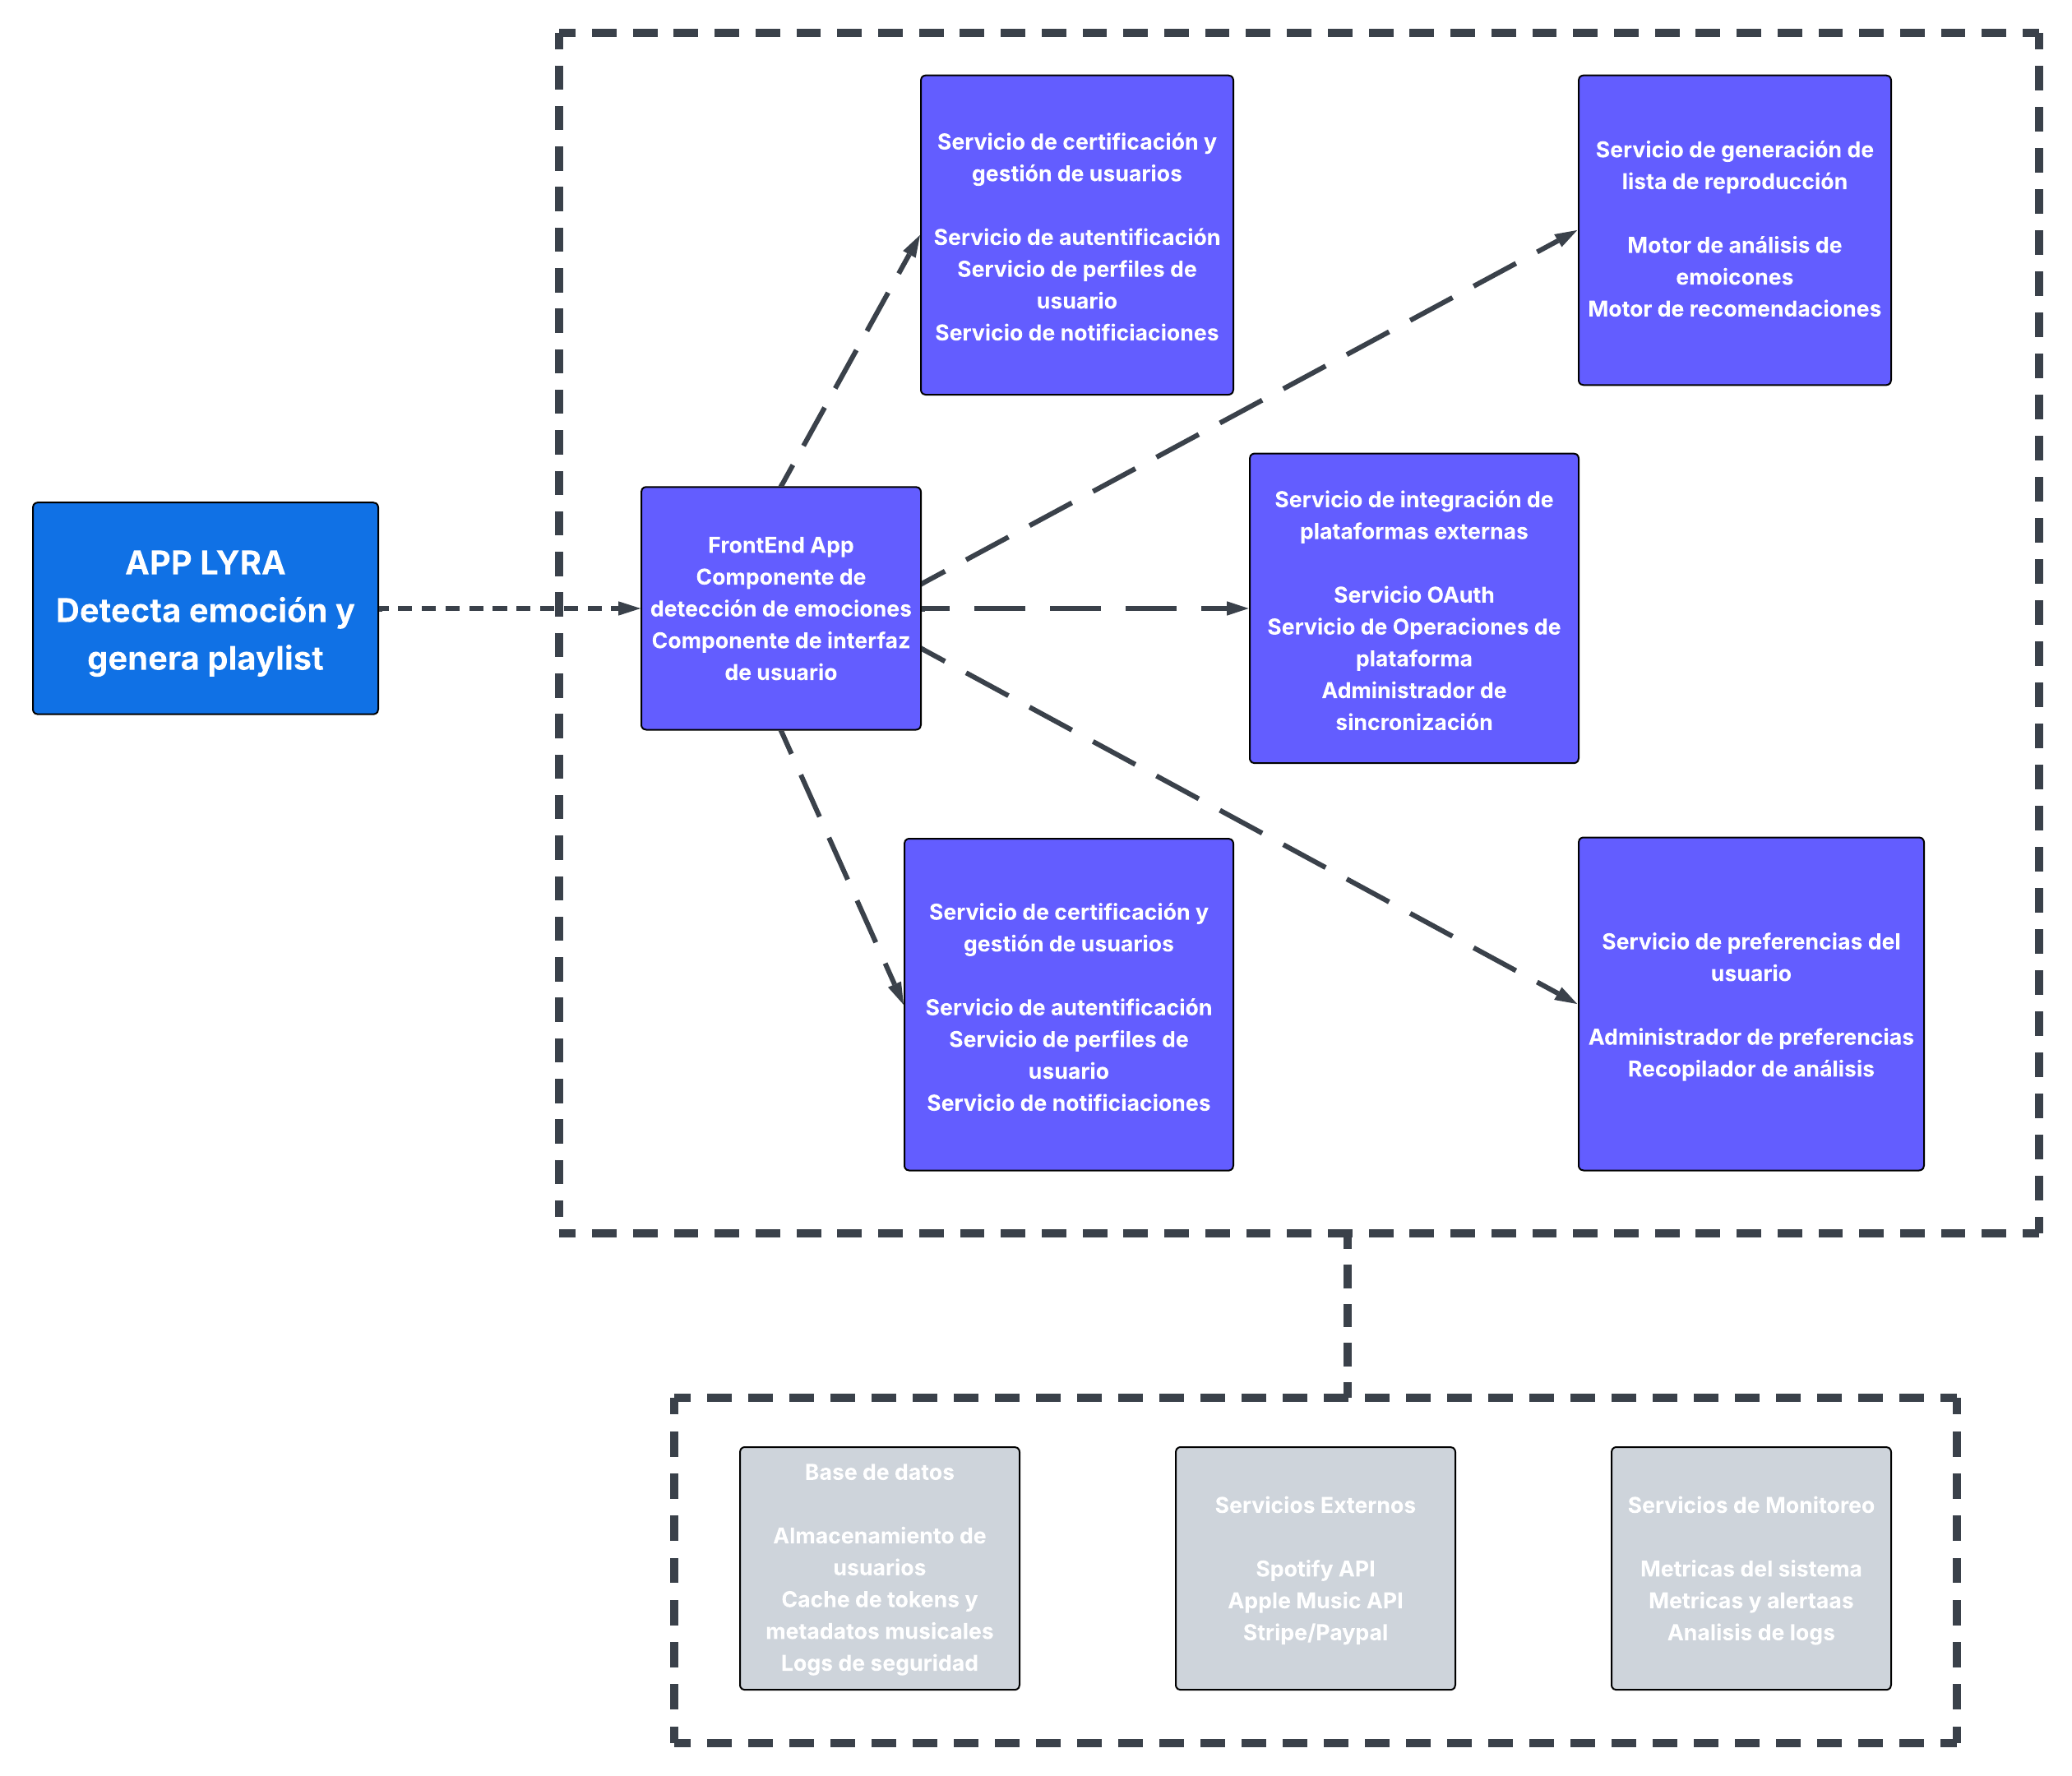 APP LYRA
Detecta emoción y
genera playlist
FrontEnd App
Componente de
detección de emociones
Componente de interfaz
de usuario
Servicio de certificación y
gestión de usuarios
Servicio de autentificación
Servicio de perfiles de
usuario
Servicio de notificiaciones
Servicio de generación de
lista de reproducción
Motor de análisis de
emoicones
Motor de recomendaciones
Servicio de integración de
plataformas externas
Servicio OAuth
Servicio de Operaciones de
plataforma
Administrador de
sincronización
Servicio de certificación y
gestión de usuarios
Servicio de autentificación
Servicio de perfiles de
usuario
Servicio de notificiaciones
Servicio de preferencias del
usuario
Administrador de preferencias
Recopilador de análisis
Base de datos
Almacenamiento de
usuarios
Cache de tokens y
metadatos musicales
Logs de seguridad
Servicios Externos
Spotify API
Apple Music API
Stripe/Paypal
Servicios de Monitoreo
Metricas del sistema
Metricas y alertaas
Analisis de logs